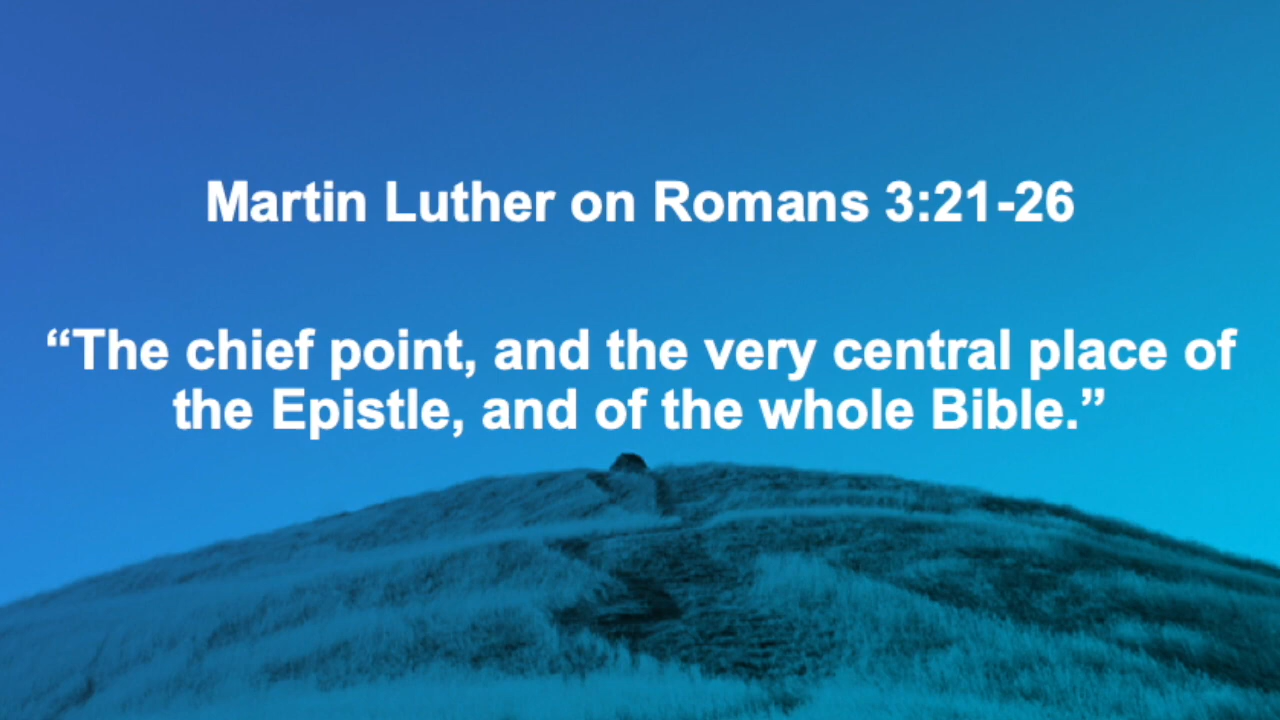 Martin Luther on Romans 3:21-26
“The chief point, and the very central place of
the Epistle, and of the whole Bible.”